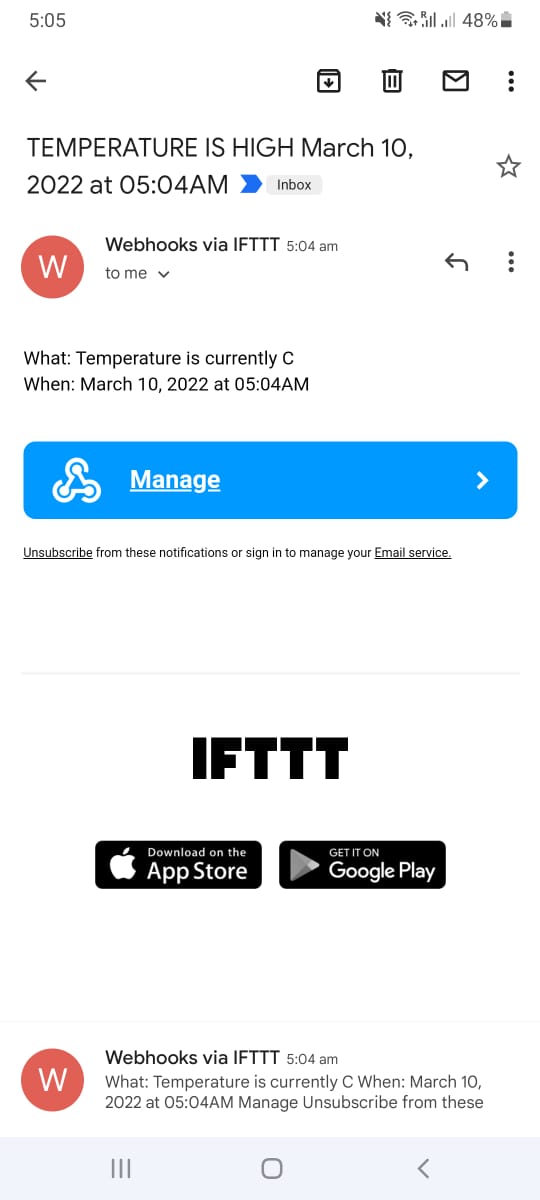 5:05
R
48%
TEMPERATURE IS HIGH March 10,
2022 at 05:04AM Inbox
W
Webhooks via IFTTT 5:04 am
to me
What: Temperature is currently C
When: March 10, 2022 at 05:04AM
Manage
Unsubscribe from these notifications or sign in to manage your Email service.
IFTTT
Download on the
App Store
GET IT ON
Google Play
W
Webhooks via IFTTT 5:04 am
What: Temperature is currently C When: March 10,
2022 at 05:04AM Manage Unsubscribe from these